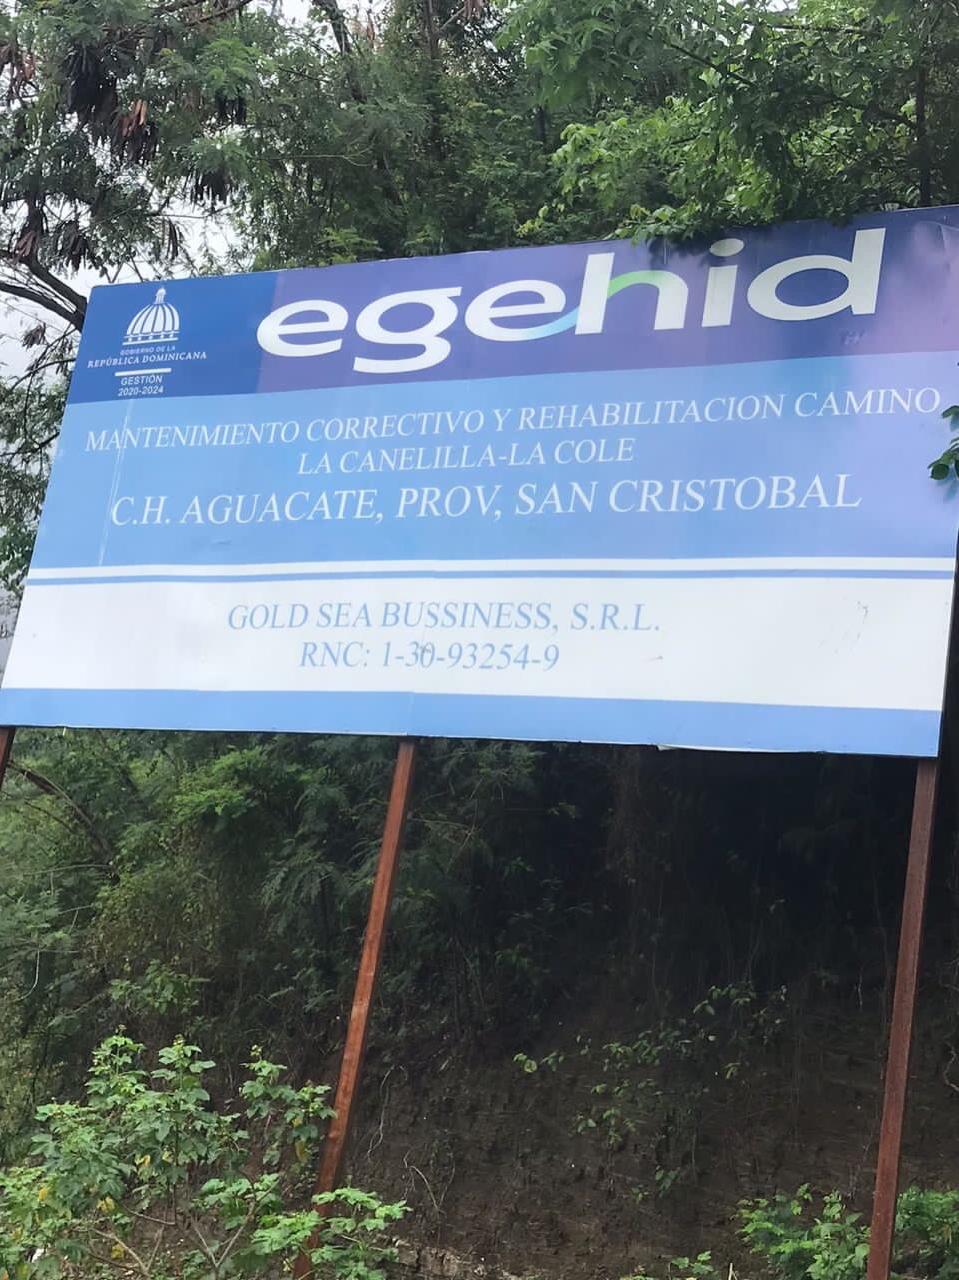 egehid
GOBIERNO DE LA
REPÚBLICA DOMINICANA
GESTIÓN
2020-2024
MANTENIMIENTO CORRECTIVO Y REHABILITACION CAMINO
LA CANELILLA-LA COLE
C.H. AGUACATE, PROV, SAN CRISTOBAL
GOLD SEA BUSSINESS, S.R.L.
RNC: 1-30-93254-9